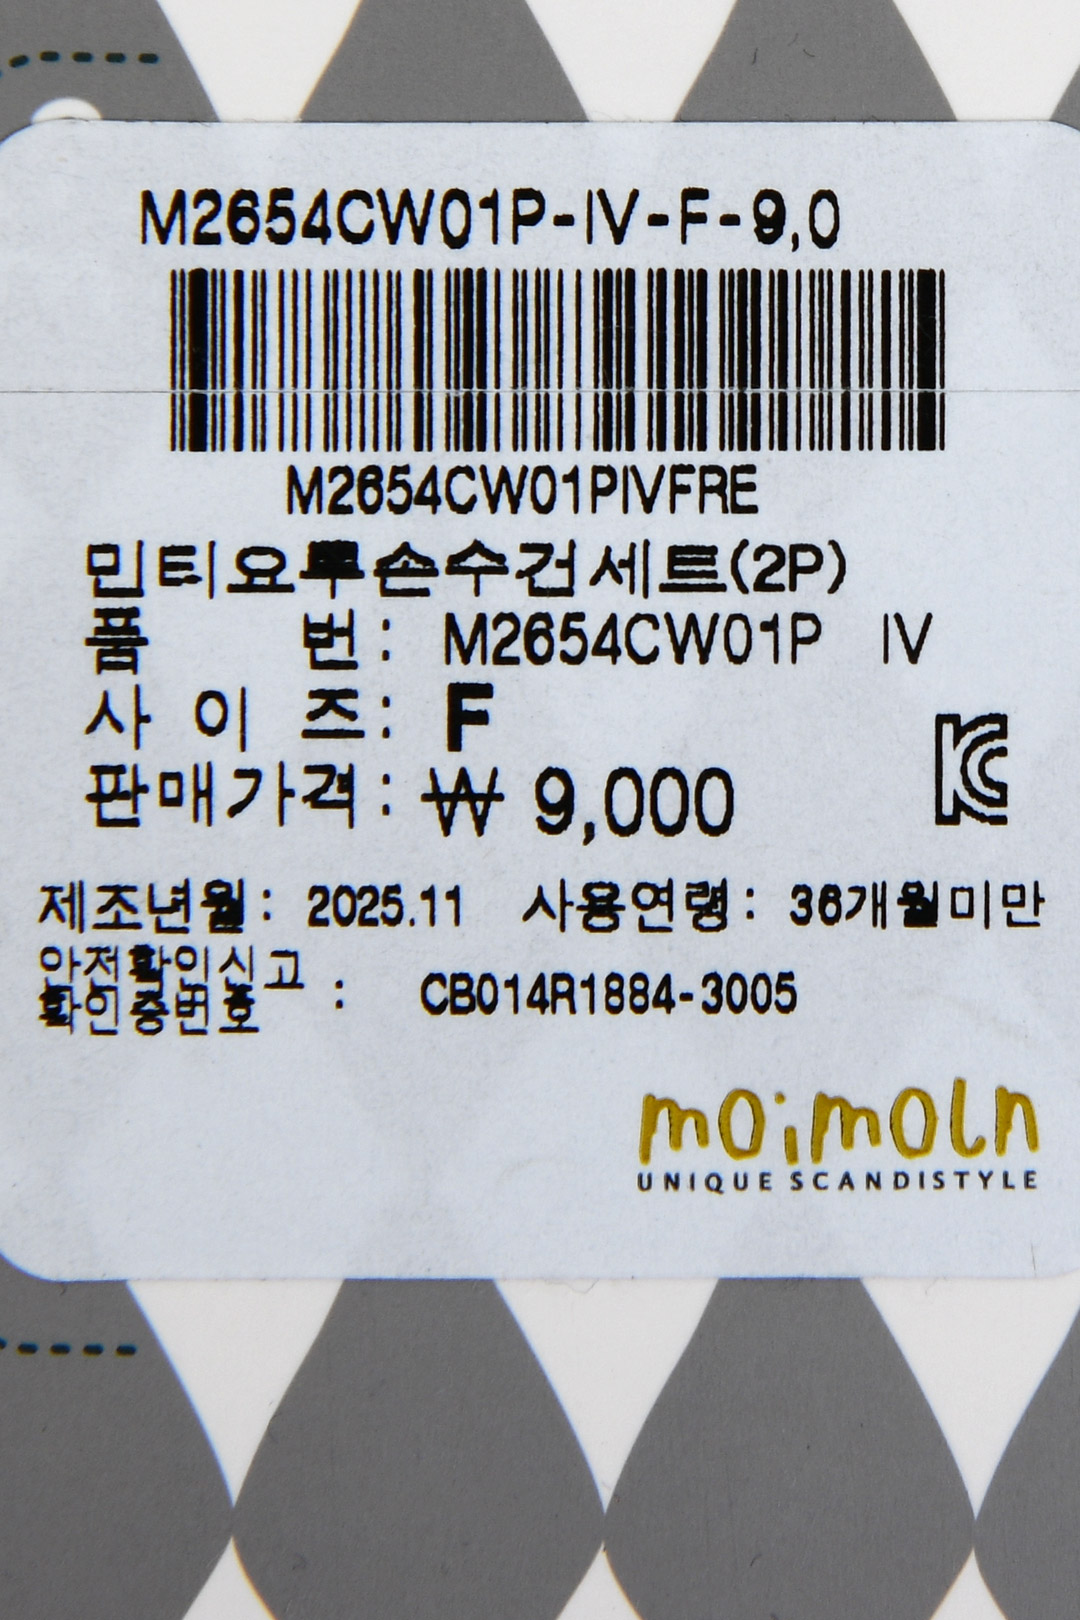 M2654CW01P-IV-F-9,0
M2654CW01PIVFRE
민티요루손수건세트(2P)
품 번: M2654CW01P IV
사 이 즈: F
판매가격: ₩ 9,000
제조년월: 2025.11 사용연령: 36개월미만
안전확인신고
확인증번호 : CB014R1884-3005
moimoln
UNIQUE SCANDISTYLE